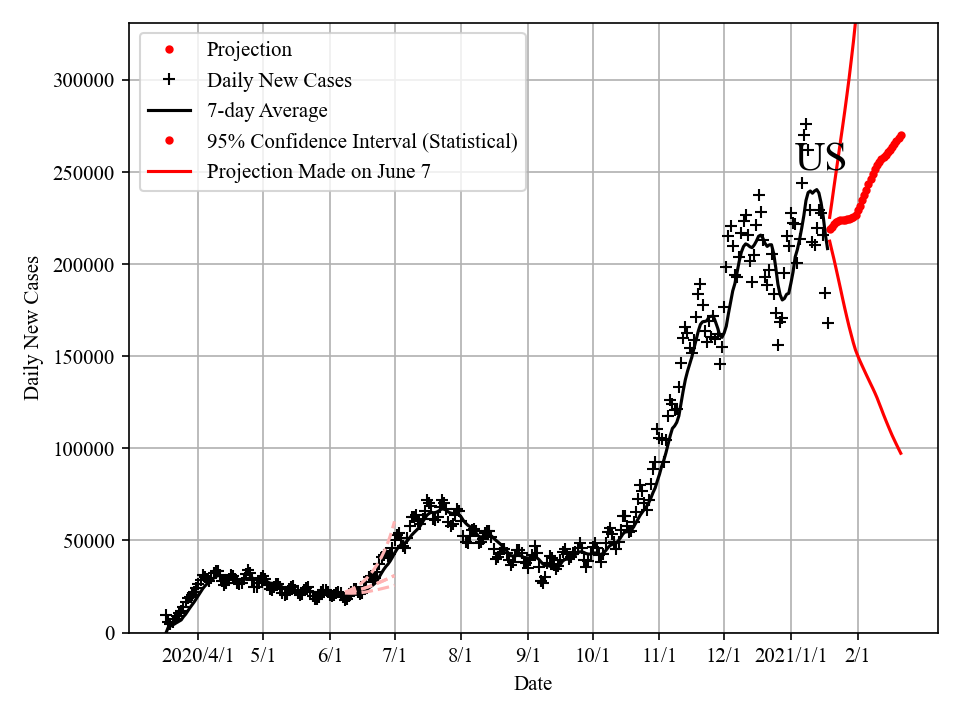 Projection
Daily New Cases
7-day Average
95% Confidence Interval (Statistical)
Projection Made on June 7
US
300000
250000
200000
150000
100000
50000
0
Daily New Cases
2020/4/1 5/1 6/1 7/1 8/1 9/1 10/1 11/1 12/1 2021/1/1 2/1
Date